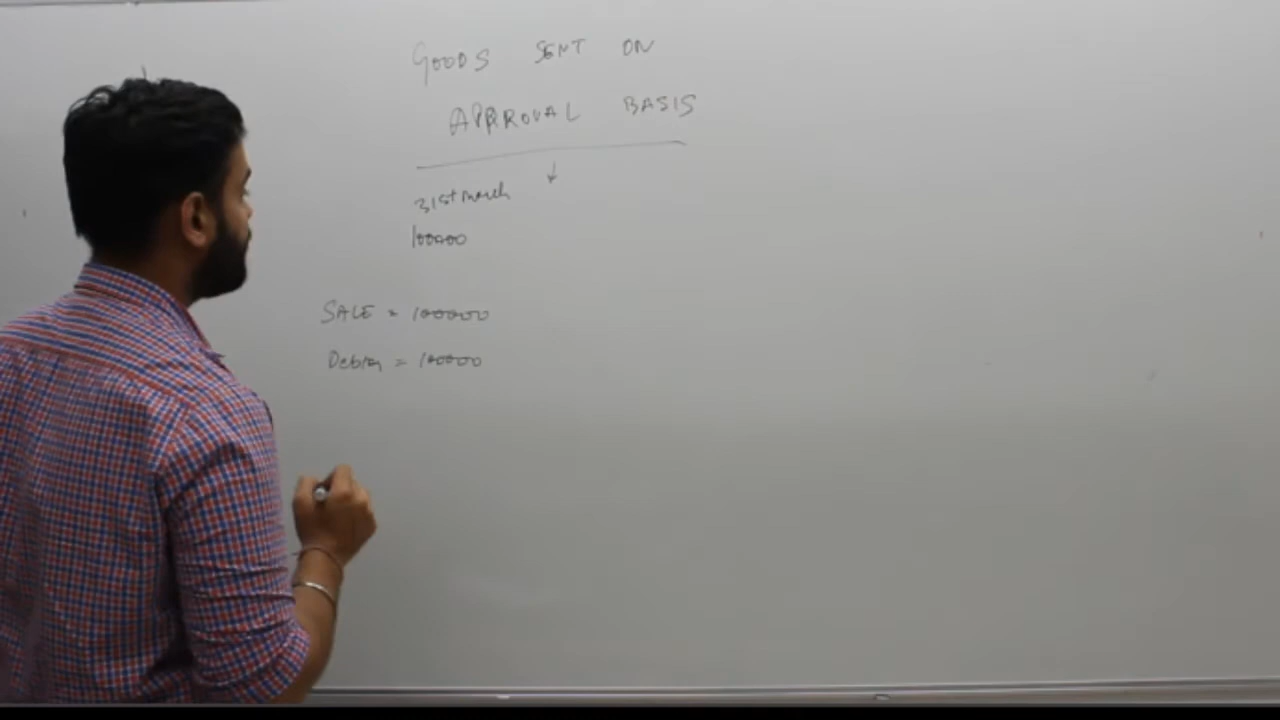 GOODS SENT ON
APPROVAL BASIS
31st march
100000
SALE = 100000
Debtor = 100000